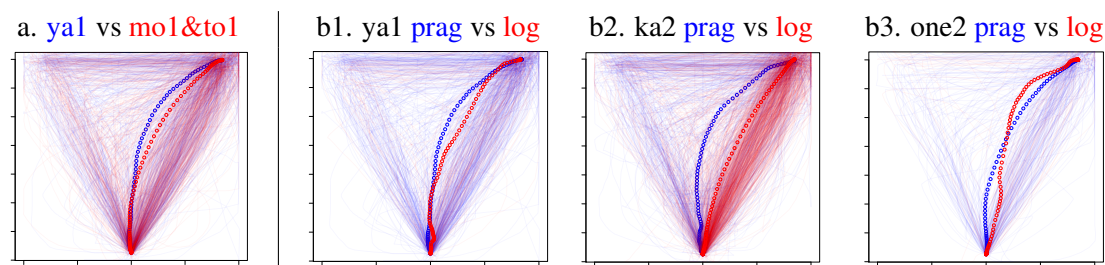 a. ya1 vs mo1&to1
b1. ya1 prag vs log
b2. ka2 prag vs log
b3. one2 prag vs log